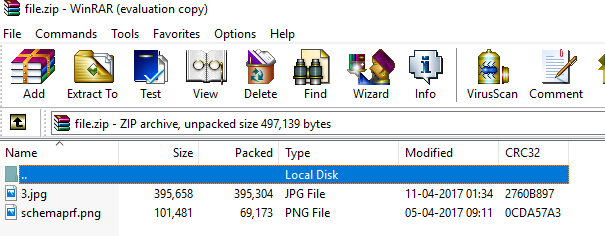 file.zip - WinRAR (evaluation copy)
File Commands Tools Favorites Options Help
Add Extract To Test View Delete Find Wizard Info VirusScan Comment
file.zip - ZIP archive, unpacked size 497,139 bytes
Name Size Packed Type Modified CRC32
.. Local Disk
3.jpg 395,658 395,304 JPG File 11-04-2017 01:34 2760B897
schemaprf.png 101,481 69,173 PNG File 05-04-2017 09:11 0CDA57A3